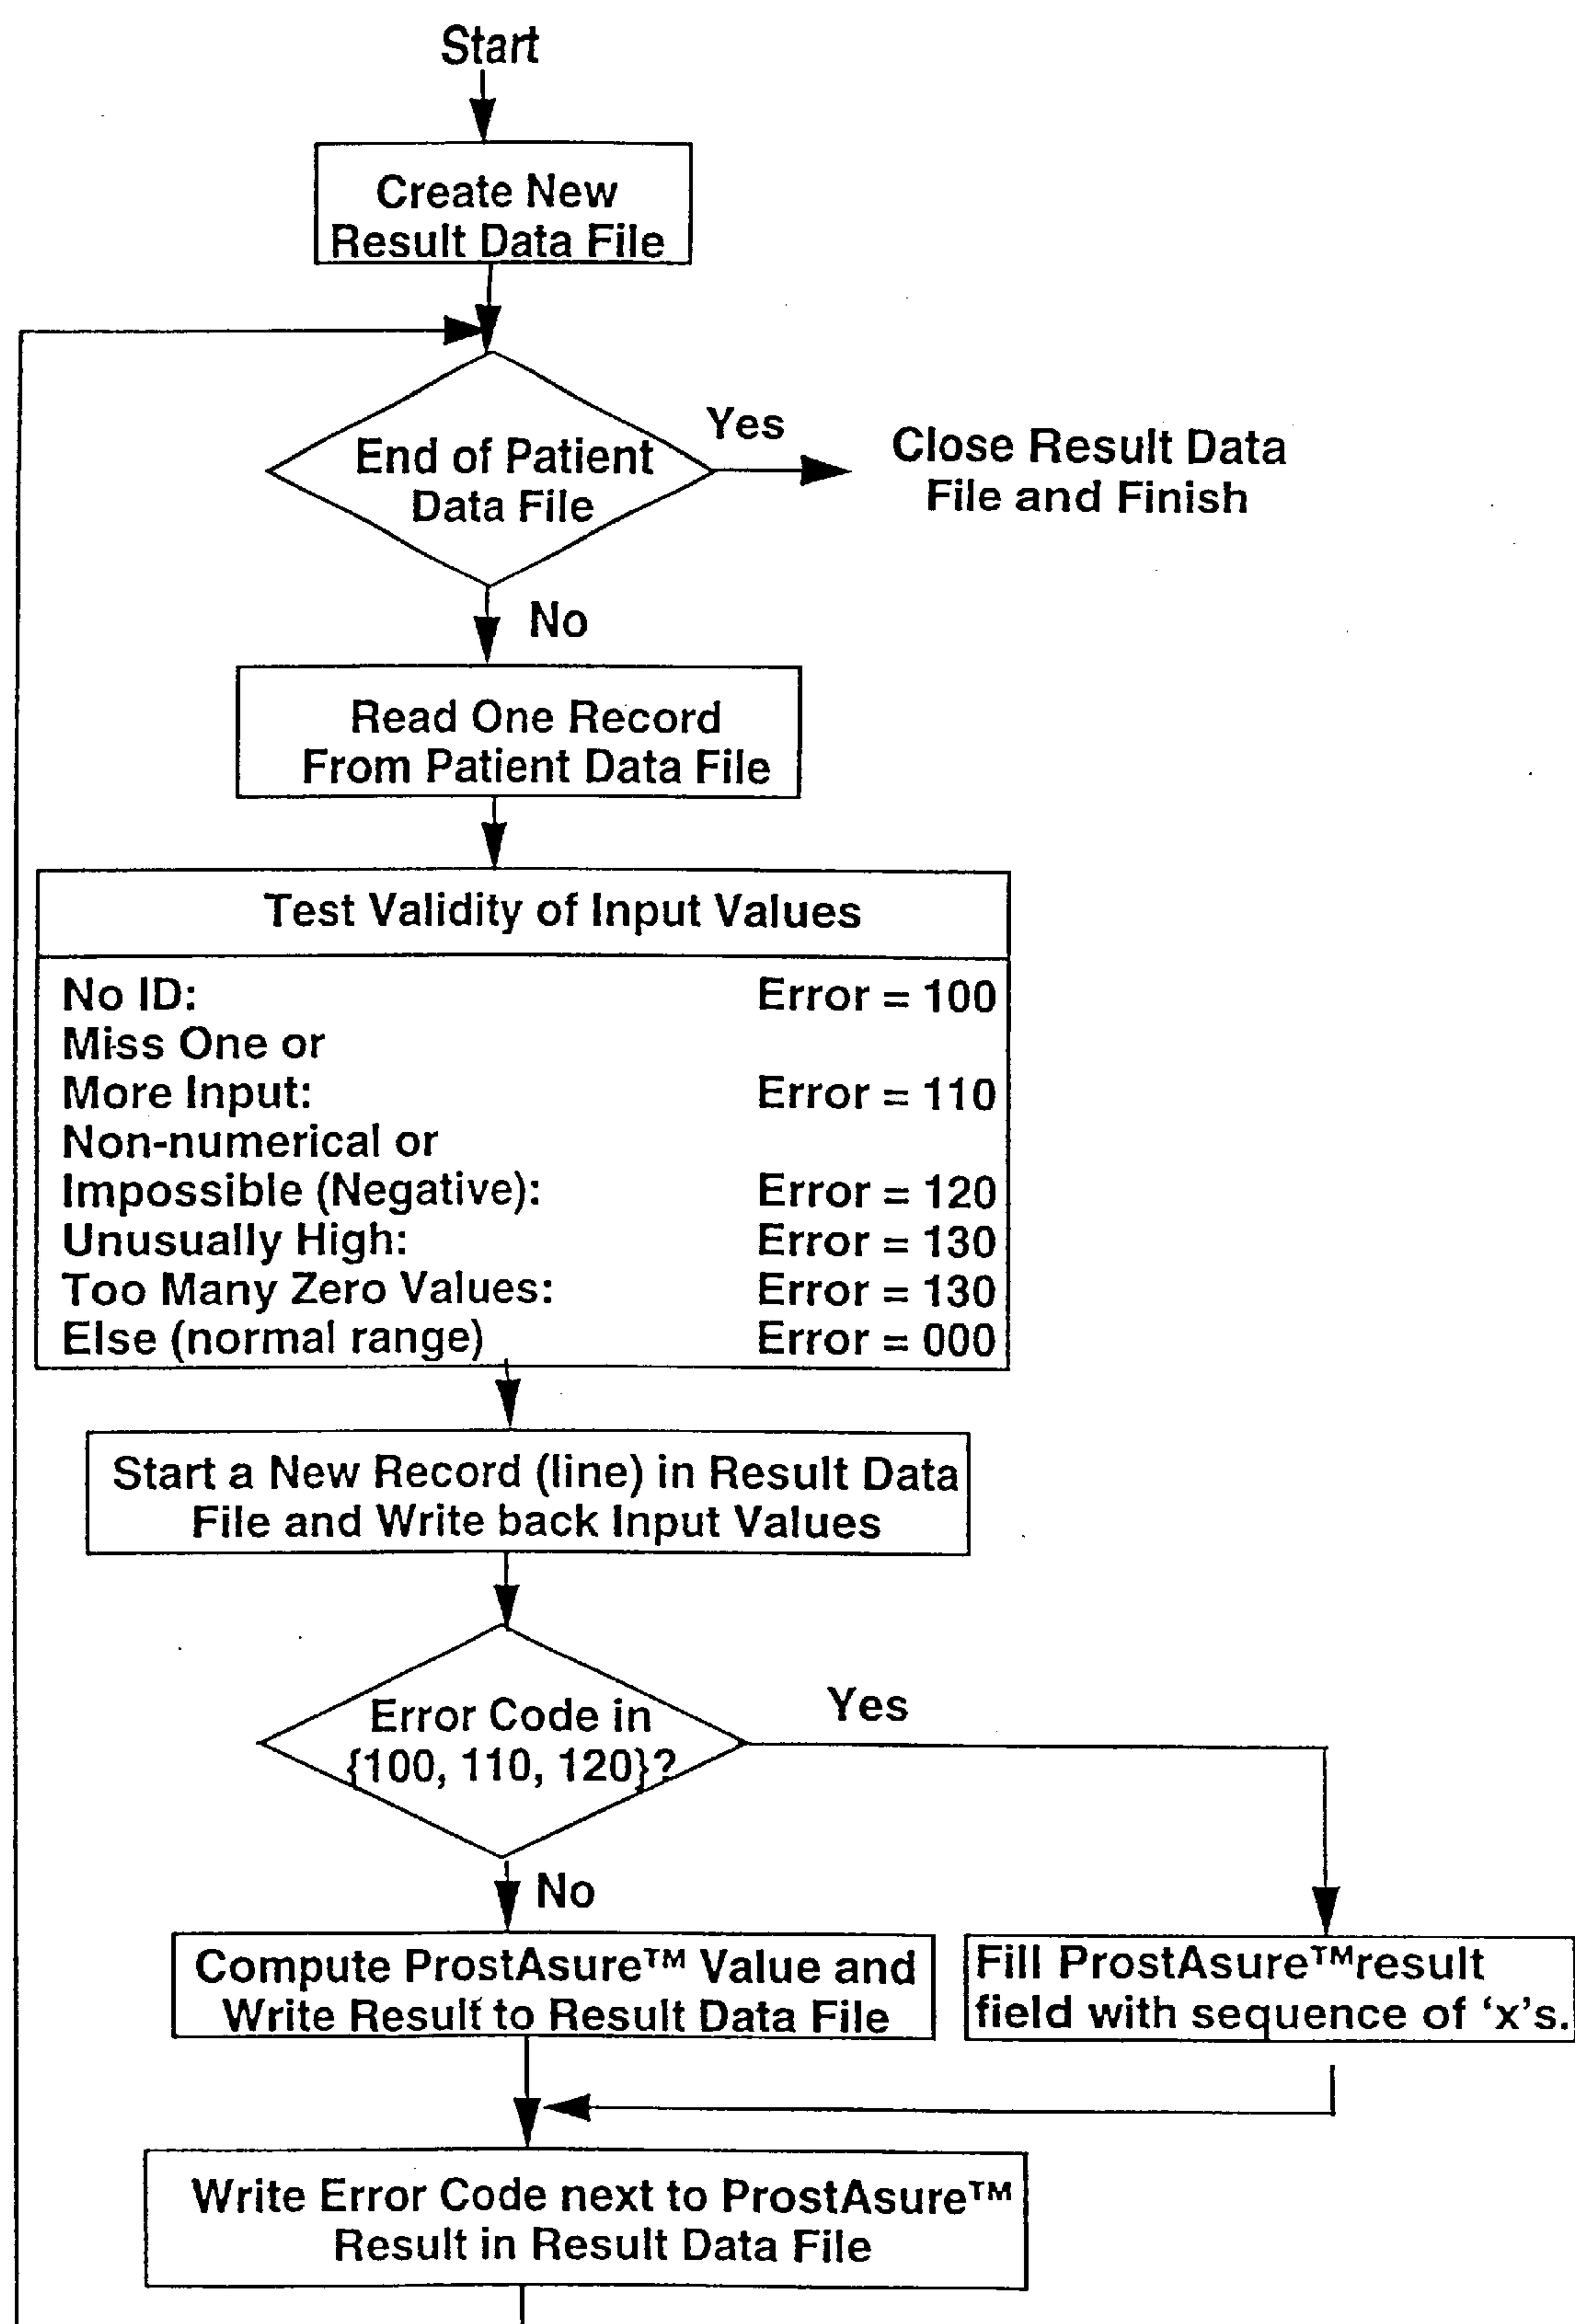 Start
Create New
Result Data File
End of Patient
Data File
Yes
Close Result Data
File and Finish
No
Read One Record
From Patient Data File
Test Validity of Input Values
No ID: Error = 100
Miss One or
More Input: Error = 110
Non-numerical or
Impossible (Negative): Error = 120
Unusually High: Error = 130
Too Many Zero Values: Error = 130
Else (normal range) Error = 000
Start a New Record (line) in Result Data
File and Write back Input Values
Error Code in
{100, 110, 120}?
Yes
No
Compute ProstAsure™ Value and
Write Result to Result Data File
Fill ProstAsure™result
field with sequence of ‘x’s.
Write Error Code next to ProstAsure™
Result in Result Data File